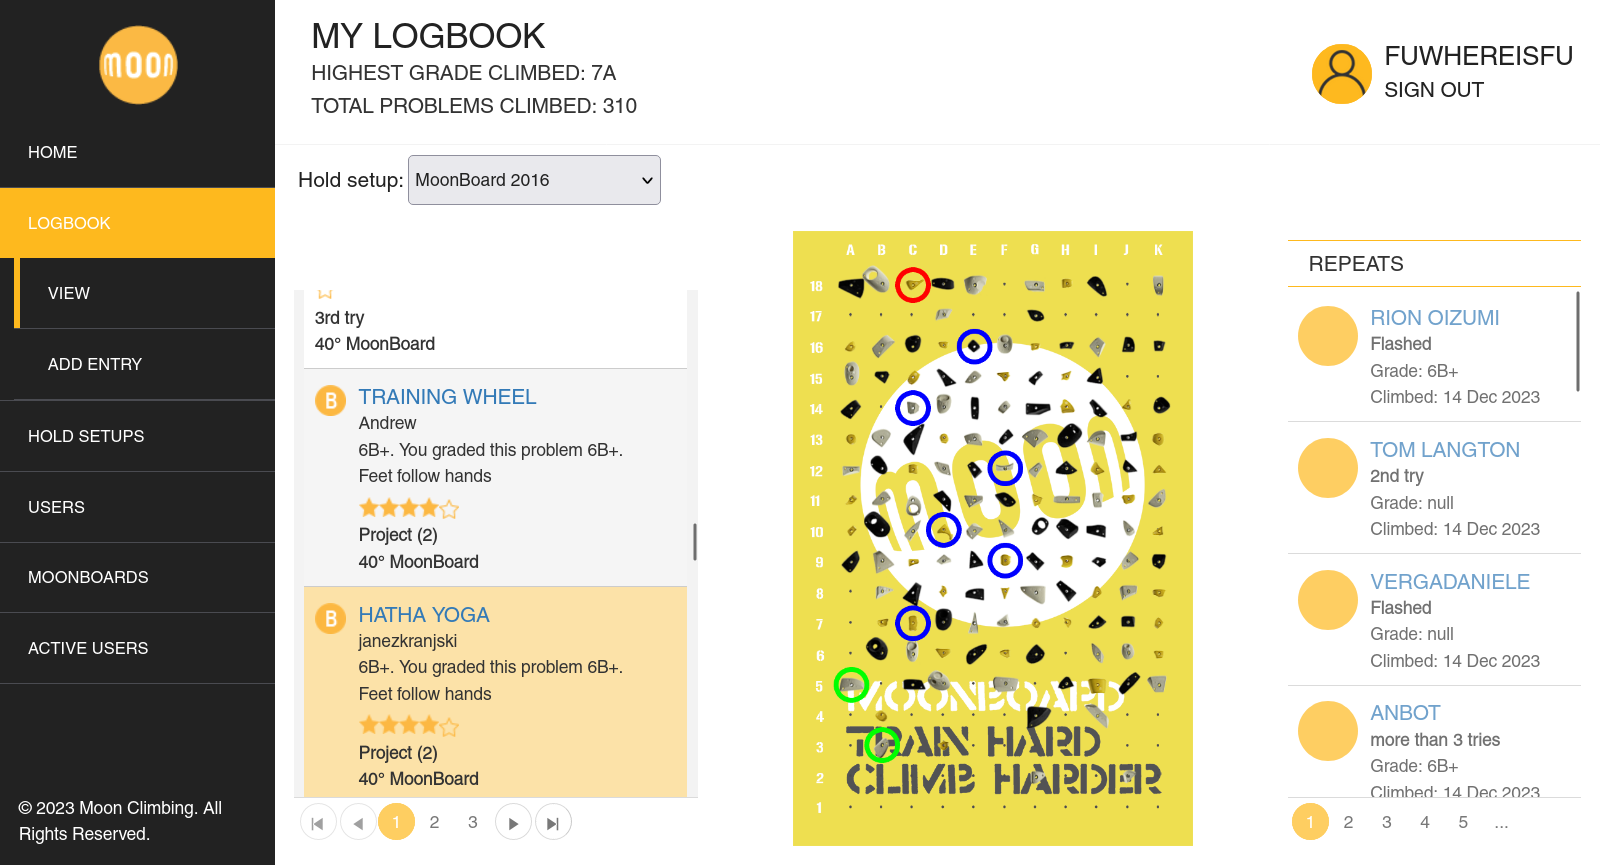 moon
HOME
LOGBOOK
VIEW
ADD ENTRY
HOLD SETUPS
USERS
MOONBOARDS
ACTIVE USERS
© 2023 Moon Climbing. All
Rights Reserved.
MY LOGBOOK
HIGHEST GRADE CLIMBED: 7A
TOTAL PROBLEMS CLIMBED: 310
FUWHEREISFU
SIGN OUT
Hold setup: MoonBoard 2016
3rd try
40° MoonBoard
B TRAINING WHEEL
Andrew
6B+. You graded this problem 6B+.
Feet follow hands
Project (2)
40° MoonBoard
B HATHA YOGA
janezkranjski
6B+. You graded this problem 6B+.
Feet follow hands
Project (2)
40° MoonBoard
1 2 3
A B C D E F G H I J K
18
17
16
15
14
13
12
11
10
9
8
7
6
5
4
3
2
1
moon
MOONBOARD
TRAIN HARD
CLIMB HARDER
REPEATS
RION OIZUMI
Flashed
Grade: 6B+
Climbed: 14 Dec 2023
TOM LANGTON
2nd try
Grade: null
Climbed: 14 Dec 2023
VERGADANIELE
Flashed
Grade: null
Climbed: 14 Dec 2023
ANBOT
more than 3 tries
Grade: 6B+
Climbed: 14 Dec 2023
1 2 3 4 5 ...